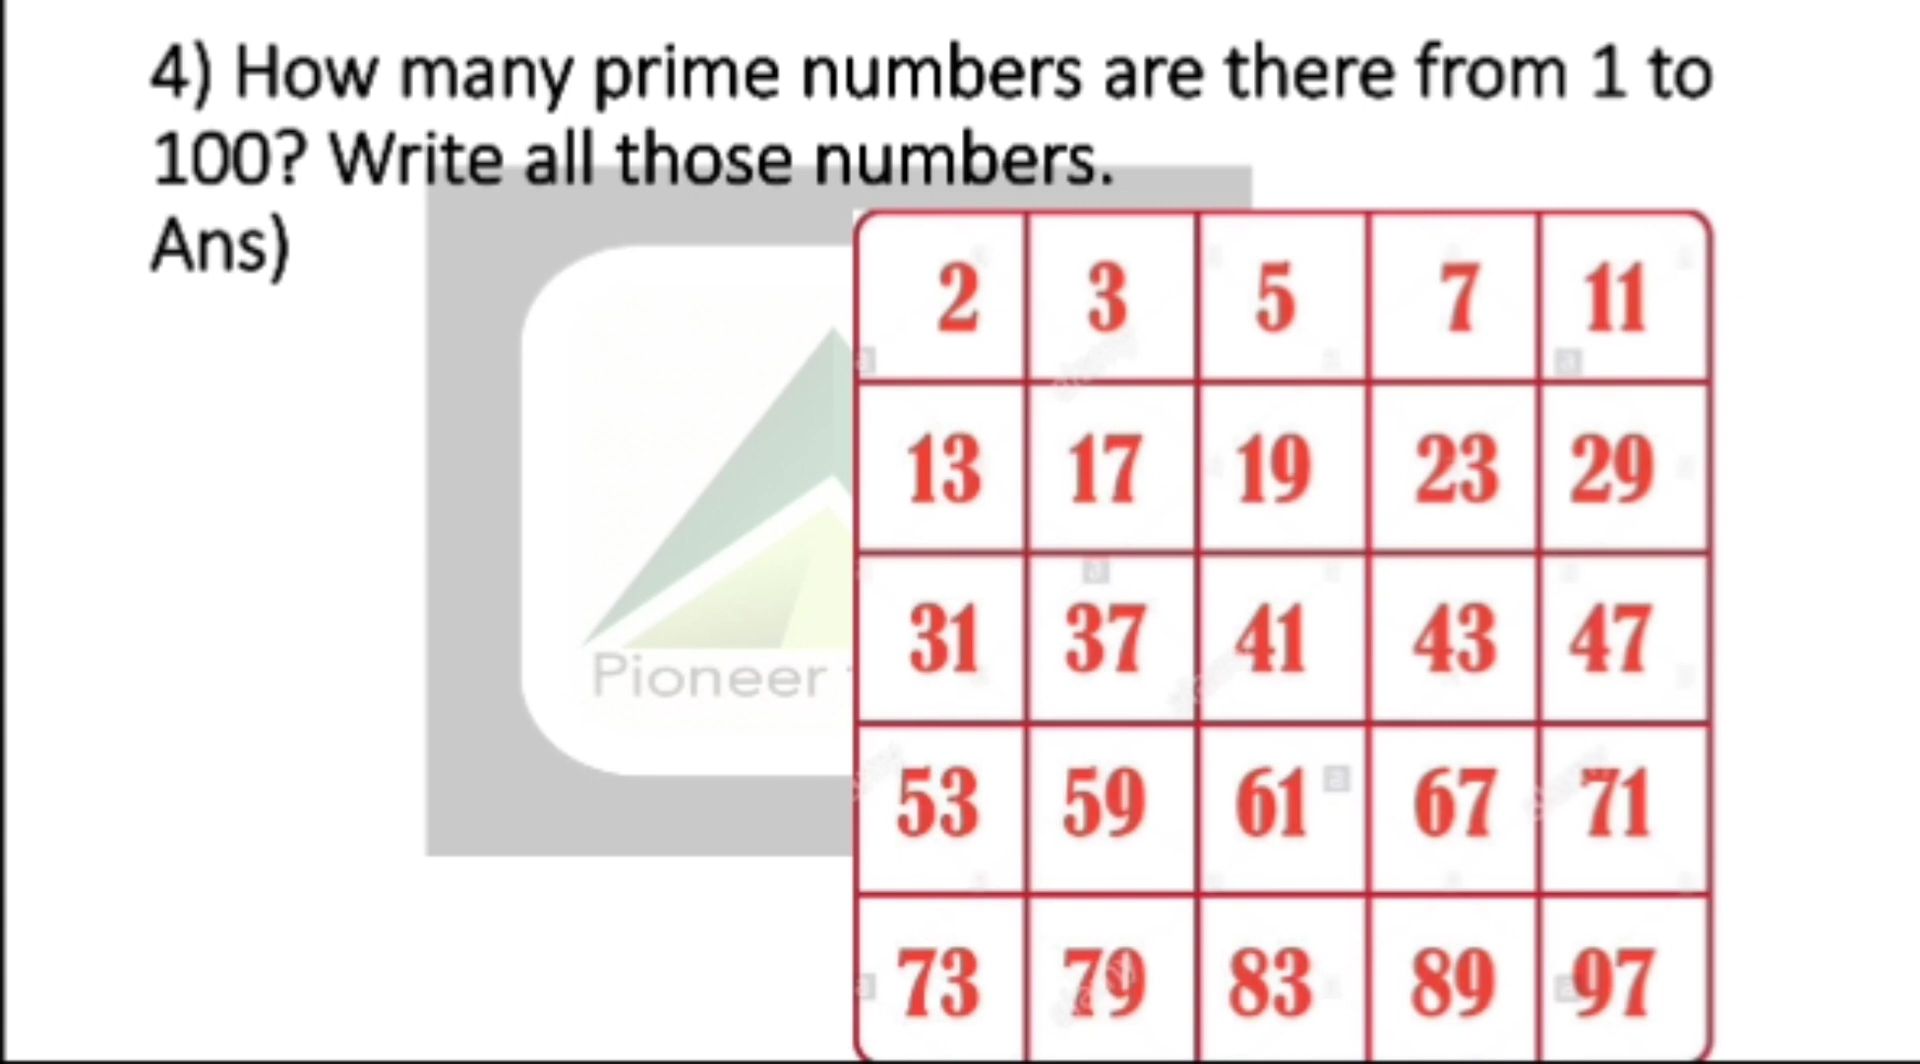 4) How many prime numbers are there from 1 to
100? Write all those numbers.
Ans)
2 3 5 7 11
13 17 19 23 29
31 37 41 43 47
Pioneer
53 59 61 67 71
73 79 83 89 97